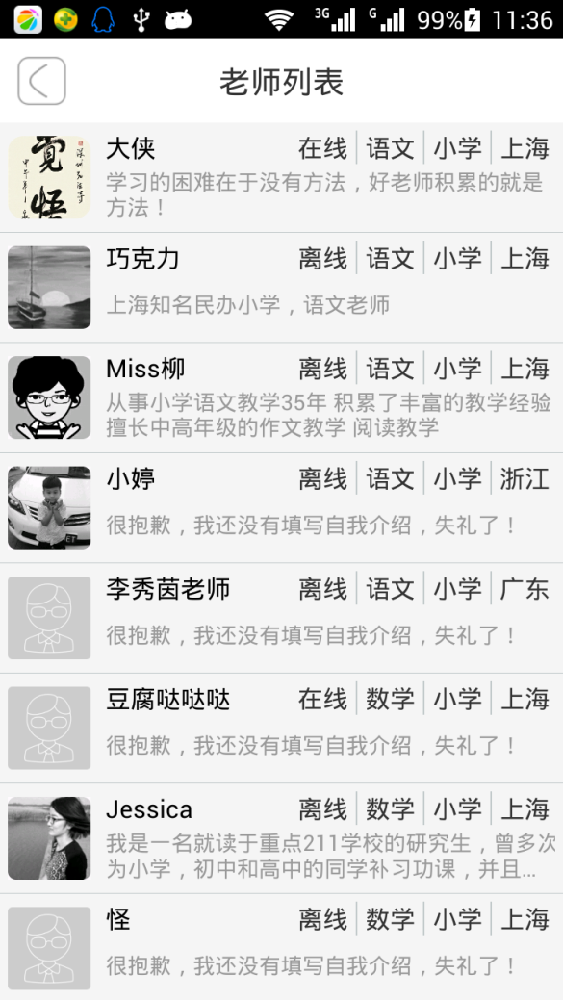 3G G 99% 11:36
老师列表
大侠 在线 语文 小学 上海
学习的困难在于没有方法，好老师积累的就是
方法！
觉悟
巧克力 离线 语文 小学 上海
上海知名民办小学，语文老师
Miss柳 离线 语文 小学 上海
从事小学语文教学35年 积累了丰富的教学经验
擅长中高年级的作文教学 阅读教学
小婷 离线 语文 小学 浙江
很抱歉，我还没有填写自我介绍，失礼了！
李秀茵老师 离线 语文 小学 广东
很抱歉，我还没有填写自我介绍，失礼了！
豆腐哒哒哒 在线 数学 小学 上海
很抱歉，我还没有填写自我介绍，失礼了！
Jessica 离线 数学 小学 上海
我是一名就读于重点211学校的研究生，曾多次
为小学，初中和高中的同学补习功课，并且...
怪 离线 数学 小学 上海
很抱歉，我还没有填写自我介绍，失礼了！